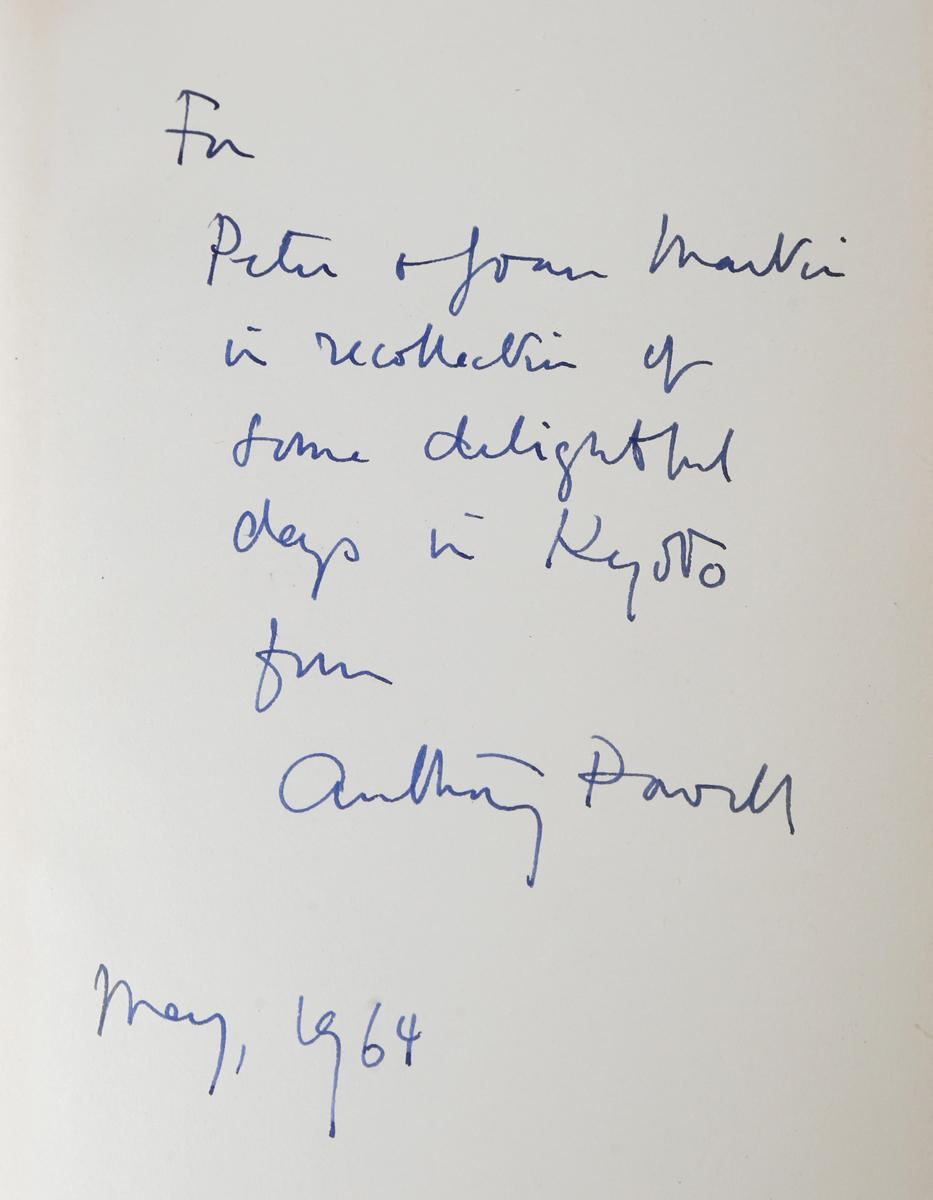 For
Peter & Joan Martin
in recollection of
some delightful
days in Kyoto
from
Anthony Powell
May, 1964